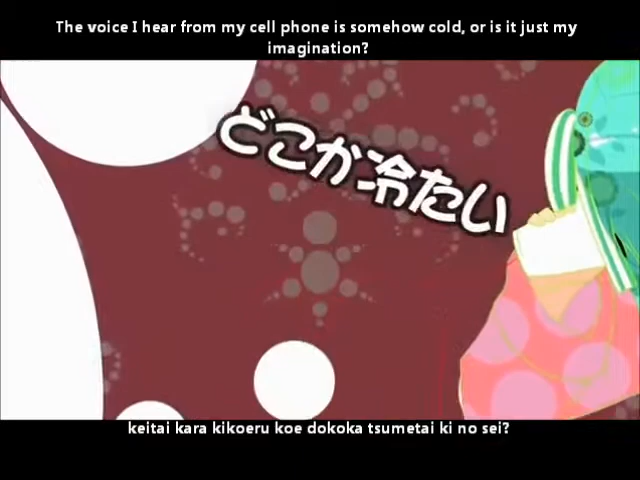 The voice I hear from my cell phone is somehow cold, or is it just my
imagination?
どこか冷たい
keitai kara kikoeru koe dokoka tsumetai ki no sei?